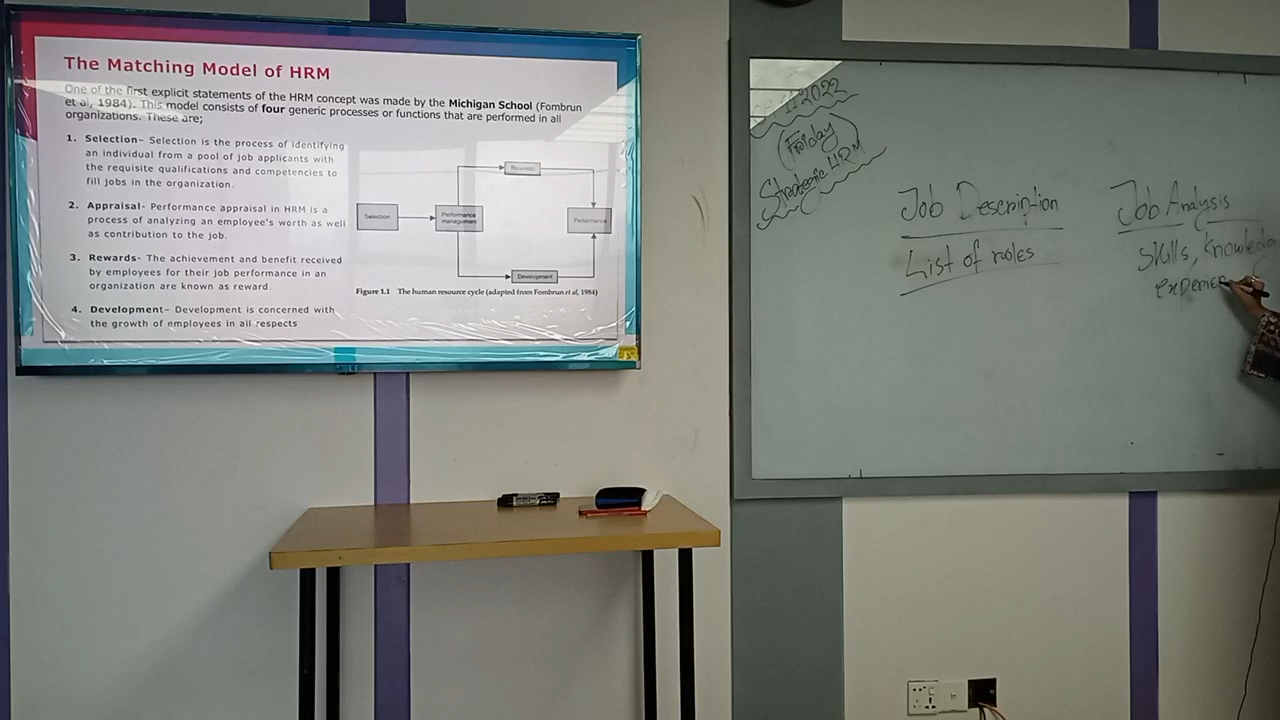 The Matching Model of HRM
One of the first explicit statements of the HRM concept was made by the Michigan School (Fombrun
et al, 1984). This model consists of four generic processes or functions that are performed in all
organizations. These are;
1. Selection– Selection is the process of identifying
an individual from a pool of job applicants with
the requisite qualifications and competencies to
fill jobs in the organization.
2. Appraisal- Performance appraisal in HRM is a
process of analyzing an employee's worth as well
as contribution to the job.
3. Rewards- The achievement and benefit received
by employees for their job performance in an
organization are known as reward.
4. Development– Development is concerned with
the growth of employees in all respects
Selection
Performance
management
Rewards
Development
Performance
Figure 1.1 The human resource cycle (adapted from Fombrun et al, 1984)
2022
(Friday)
Strategic HRM
Job Description
List of roles
Job Analysis
Skills, Knowledg